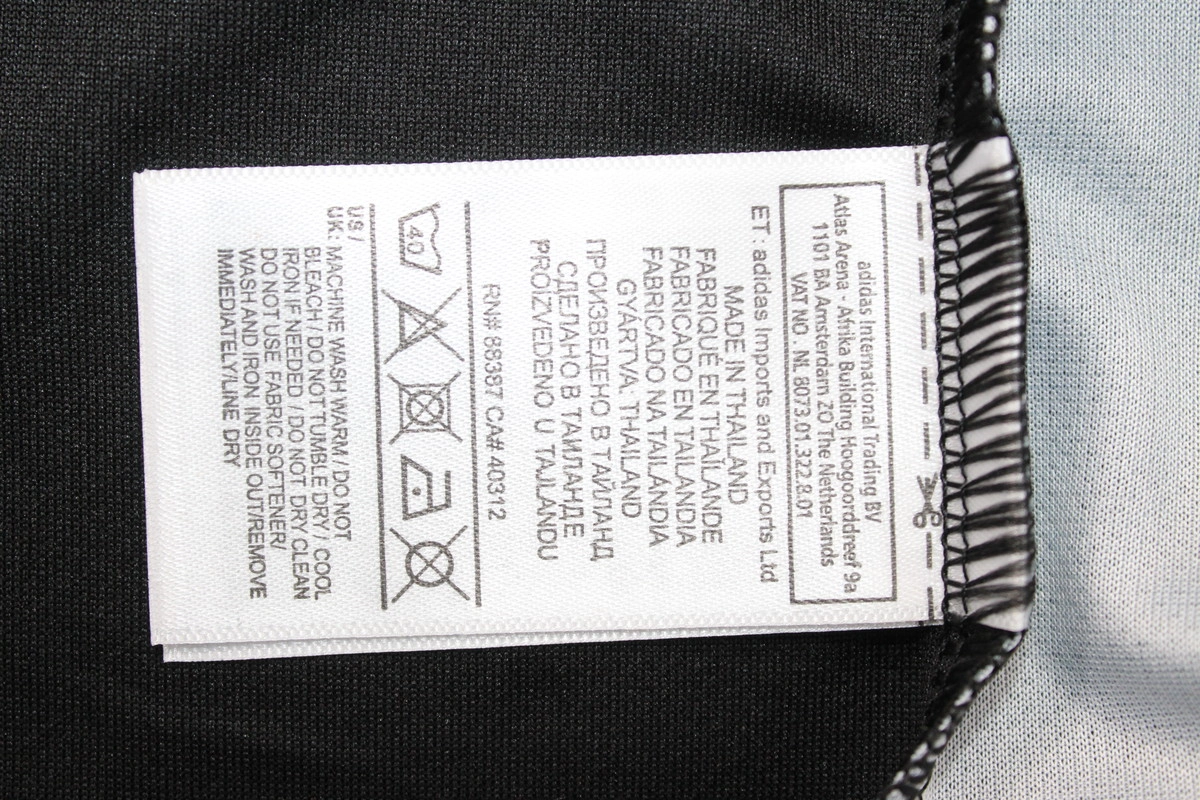 adidas International Trading BV
Atlas Arena - Afrika Building Hoogoorddreef 9a
1101 BA Amsterdam ZO The Netherlands
VAT NO. NL 8073.01.322.B.01
ET : adidas Imports and Exports Ltd
MADE IN THAILAND
FABRIQUÉ EN THAÏLANDE
FABRICADO EN TAILANDIA
FABRICADO NA TAILÂNDIA
GYÁRTVA THAILAND
ПРОИЗВЕДЕНО В ТАЙЛАНД
СДЕЛАНО В ТАИЛАНДЕ
PROIZVEDENO U TAJLANDU
RN# 88387 CA# 40312
40
US /
UK: MACHINE WASH WARM / DO NOT
BLEACH / DO NOT TUMBLE DRY / COOL
IRON IF NEEDED / DO NOT DRY CLEAN
DO NOT USE FABRIC SOFTENER/
WASH AND IRON INSIDE OUT/REMOVE
IMMEDIATELY/LINE DRY